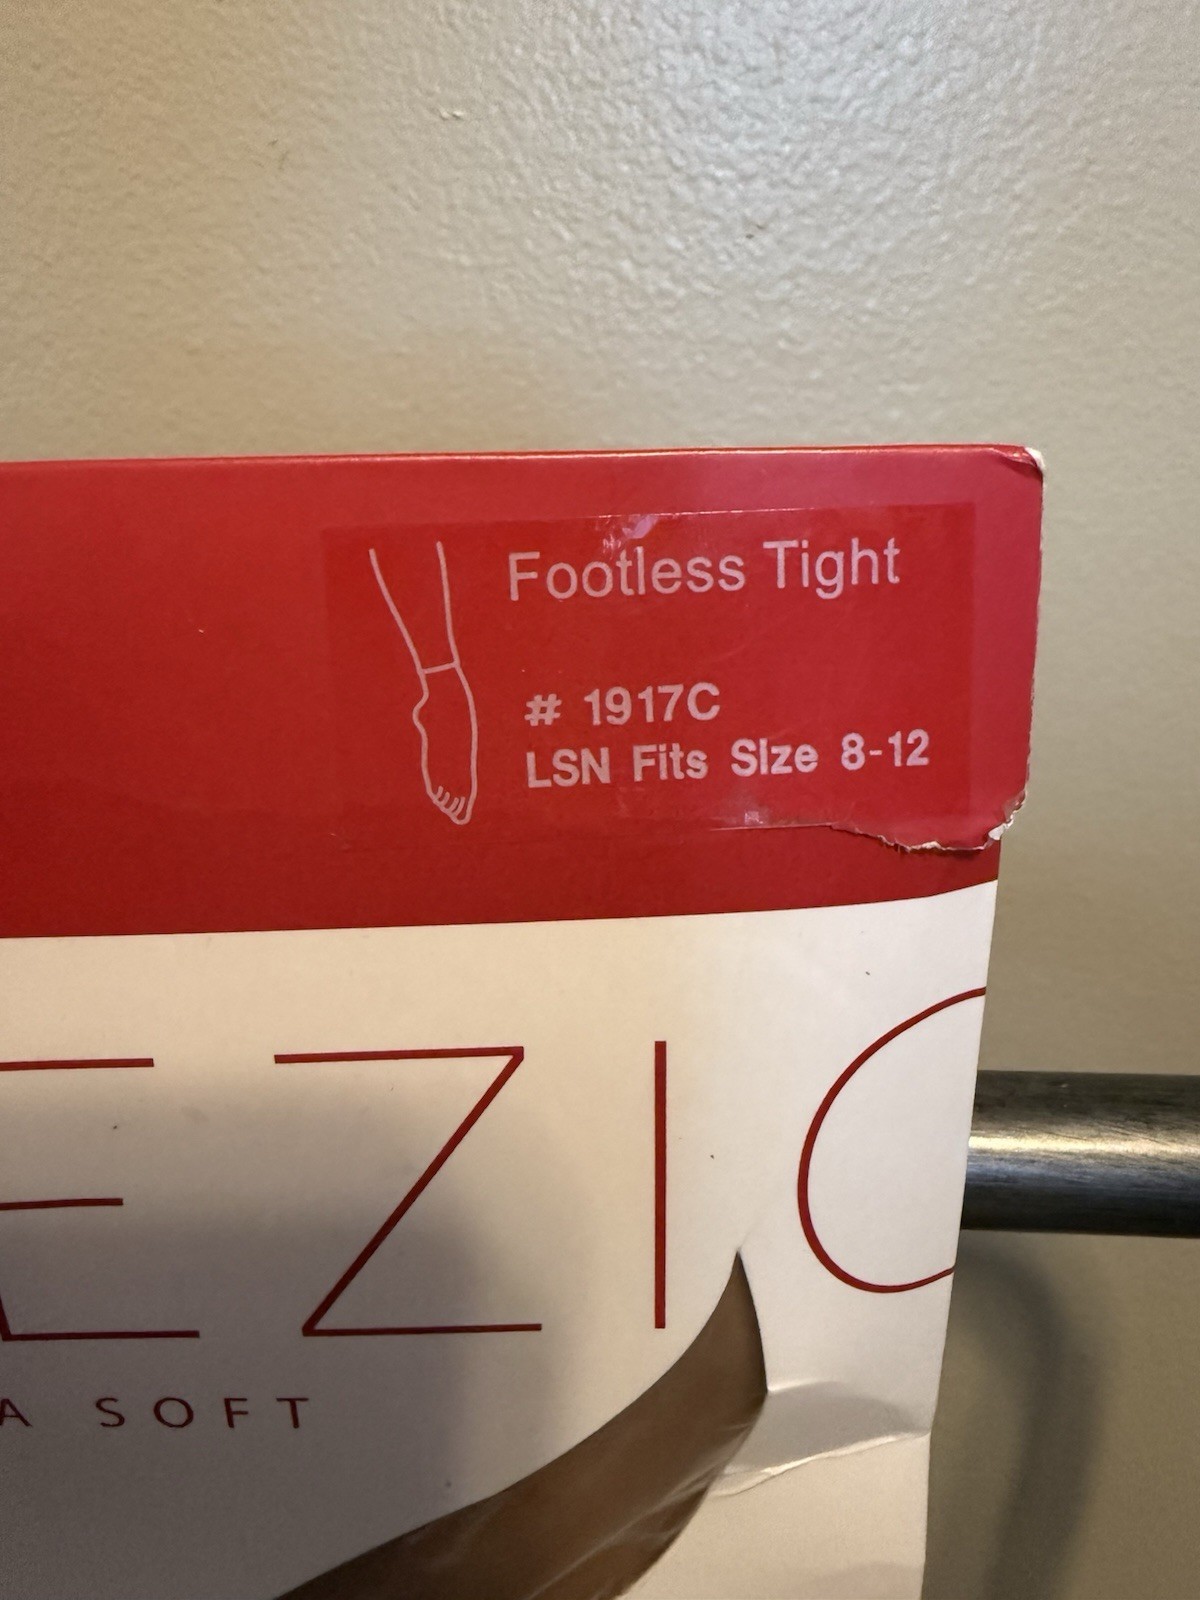 Footless Tight
# 1917C
LSN Fits Size 8-12
EZIO
A SOFT